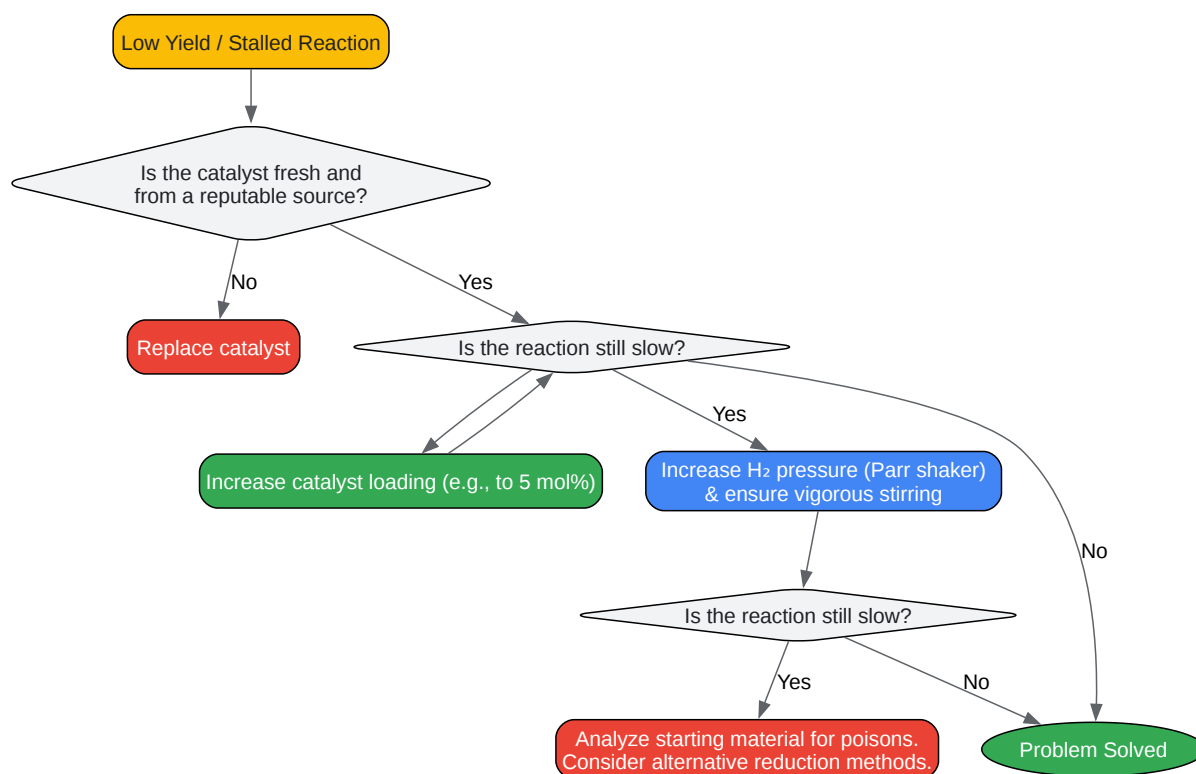 Low Yield / Stalled Reaction
Is the catalyst fresh and
from a reputable source?
No
Yes
Replace catalyst
Is the reaction still slow?
Yes
Increase catalyst loading (e.g., to 5 mol%)
Increase H₂ pressure (Parr shaker)
& ensure vigorous stirring
No
Is the reaction still slow?
Yes
No
Analyze starting material for poisons.
Consider alternative reduction methods.
Problem Solved